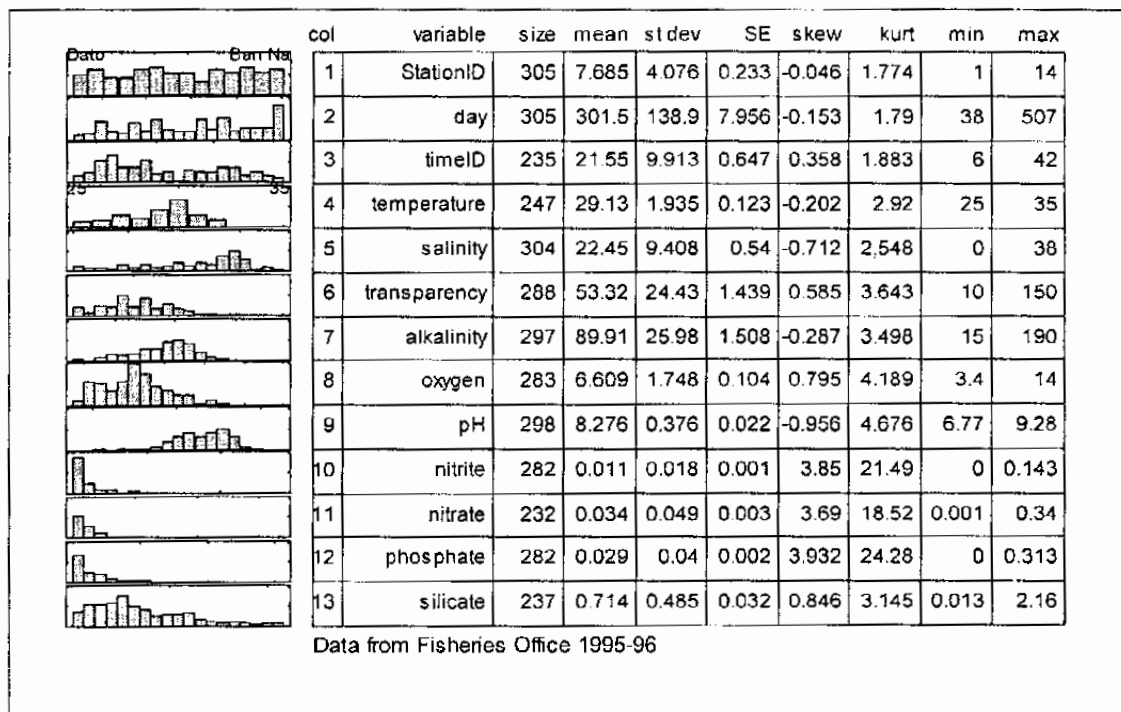 col variable size mean st dev SE skew kurt min max
Dato Ban Na
1 StationID 305 7.685 4.076 0.233 -0.046 1.774 1 14
2 day 305 301.5 138.9 7.956 -0.153 1.79 38 507
3 timeID 235 21.55 9.913 0.647 0.358 1.883 6 42
25 35
4 temperature 247 29.13 1.935 0.123 -0.202 2.92 25 35
5 salinity 304 22.45 9.408 0.54 -0.712 2.548 0 38
6 transparency 288 53.32 24.43 1.439 0.585 3.643 10 150
7 alkalinity 297 89.91 25.98 1.508 -0.287 3.498 15 190
8 oxygen 283 6.609 1.748 0.104 0.795 4.189 3.4 14
9 pH 298 8.276 0.376 0.022 -0.956 4.676 6.77 9.28
10 nitrite 282 0.011 0.018 0.001 3.85 21.49 0 0.143
11 nitrate 232 0.034 0.049 0.003 3.69 18.52 0.001 0.34
12 phosphate 282 0.029 0.04 0.002 3.932 24.28 0 0.313
13 silicate 237 0.714 0.485 0.032 0.846 3.145 0.013 2.16
Data from Fisheries Office 1995-96